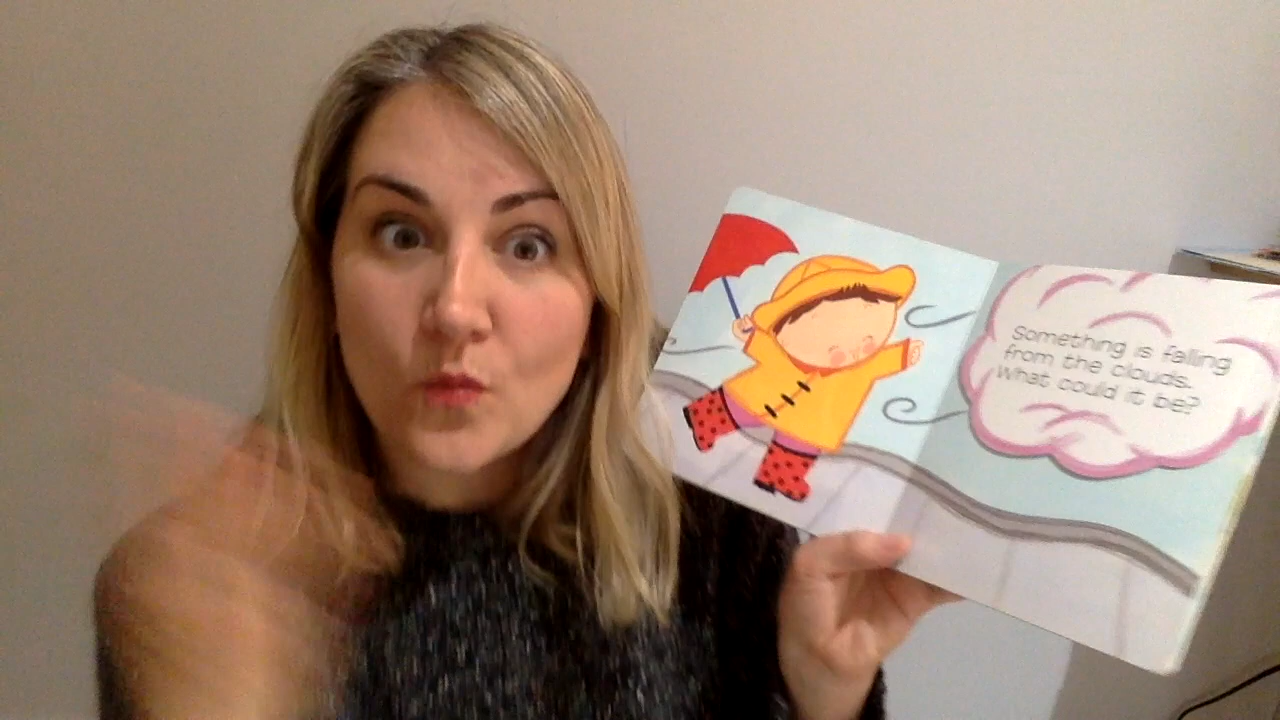 Something is falling
from the clouds.
What could it be?